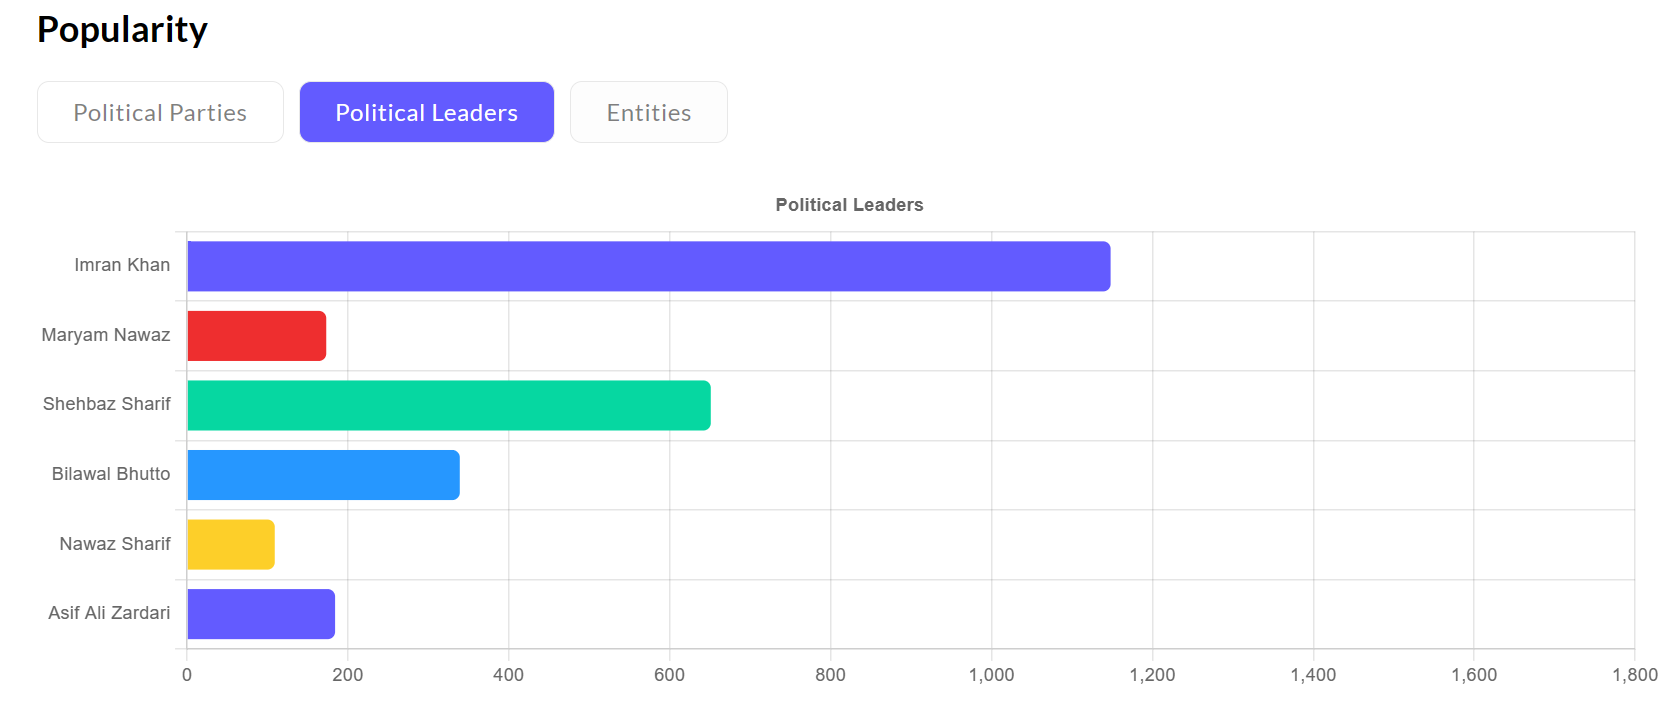 Popularity
Political Parties Political Leaders Entities
Political Leaders
Imran Khan
Maryam Nawaz
Shehbaz Sharif
Bilawal Bhutto
Nawaz Sharif
Asif Ali Zardari
0 200 400 600 800 1,000 1,200 1,400 1,600 1,800